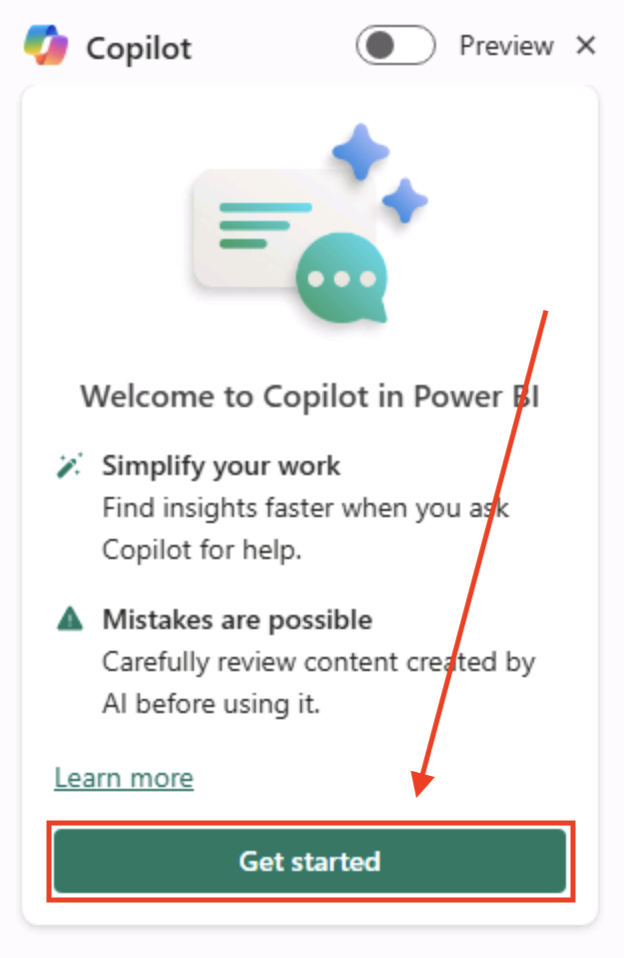 Copilot Preview
Welcome to Copilot in Power BI
Simplify your work
Find insights faster when you ask
Copilot for help.
Mistakes are possible
Carefully review content created by
AI before using it.
Learn more
Get started